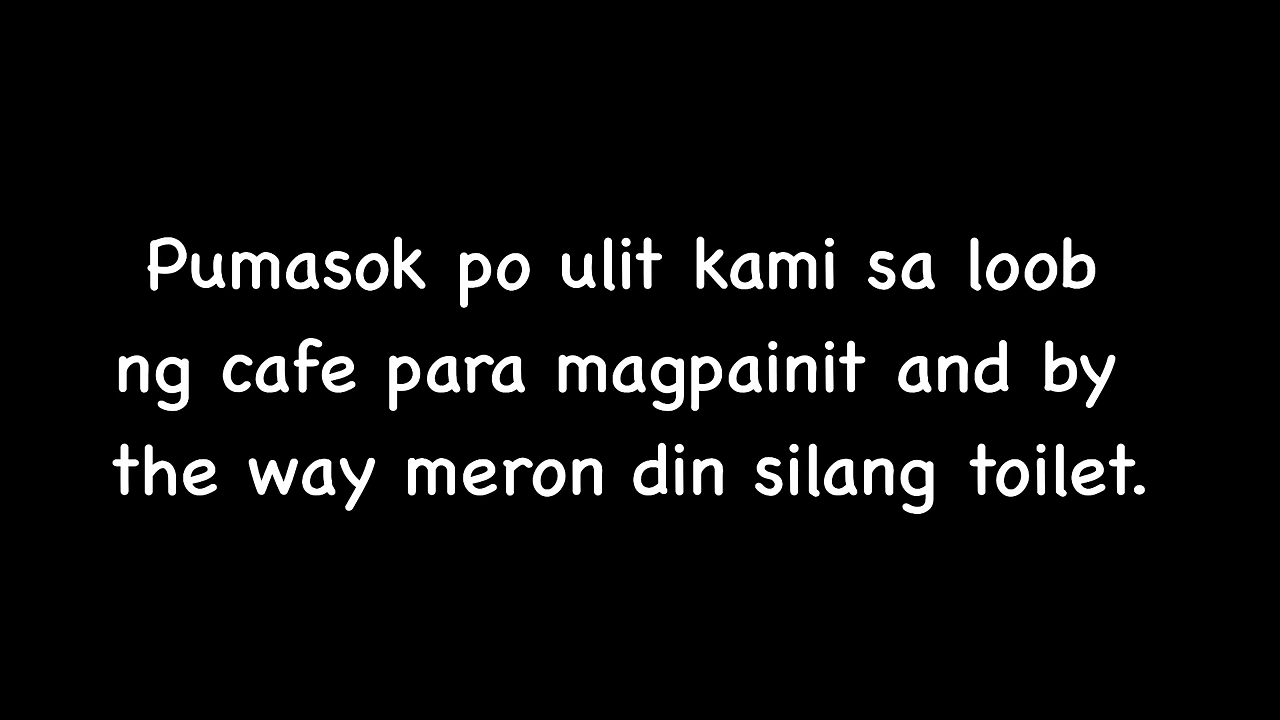 Pumasok po ulit kami sa loob
ng cafe para magpainit and by
the way meron din silang toilet.